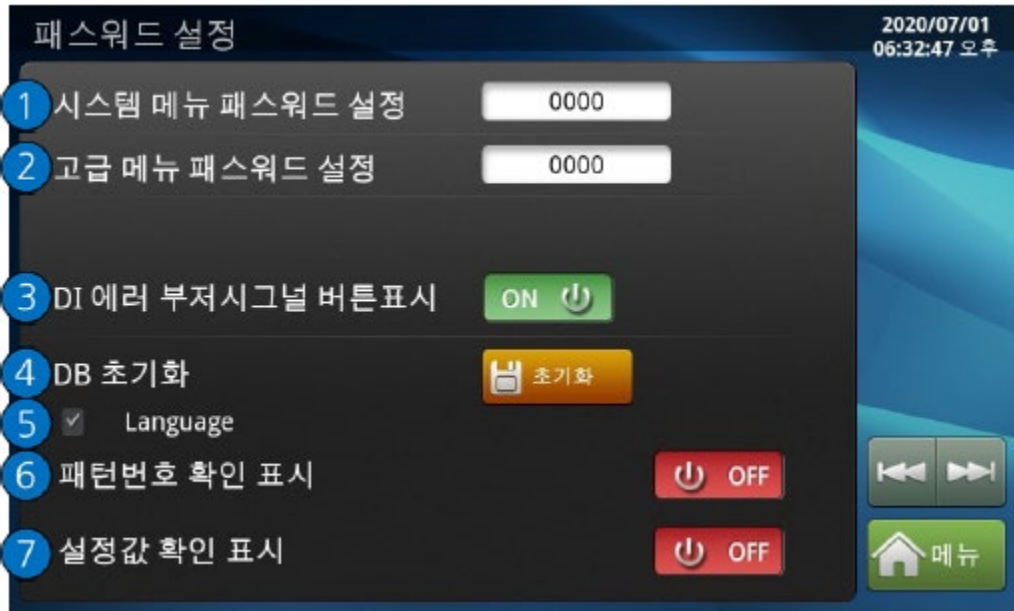 패스워드 설정
2020/07/01
06:32:47 오후
1 시스템 메뉴 패스워드 설정 0000
2 고급 메뉴 패스워드 설정 0000
3 DI 에러 부저시그널 버튼표시 ON
4 DB 초기화 초기화
5 Language
6 패턴번호 확인 표시 OFF
7 설정값 확인 표시 OFF
메뉴